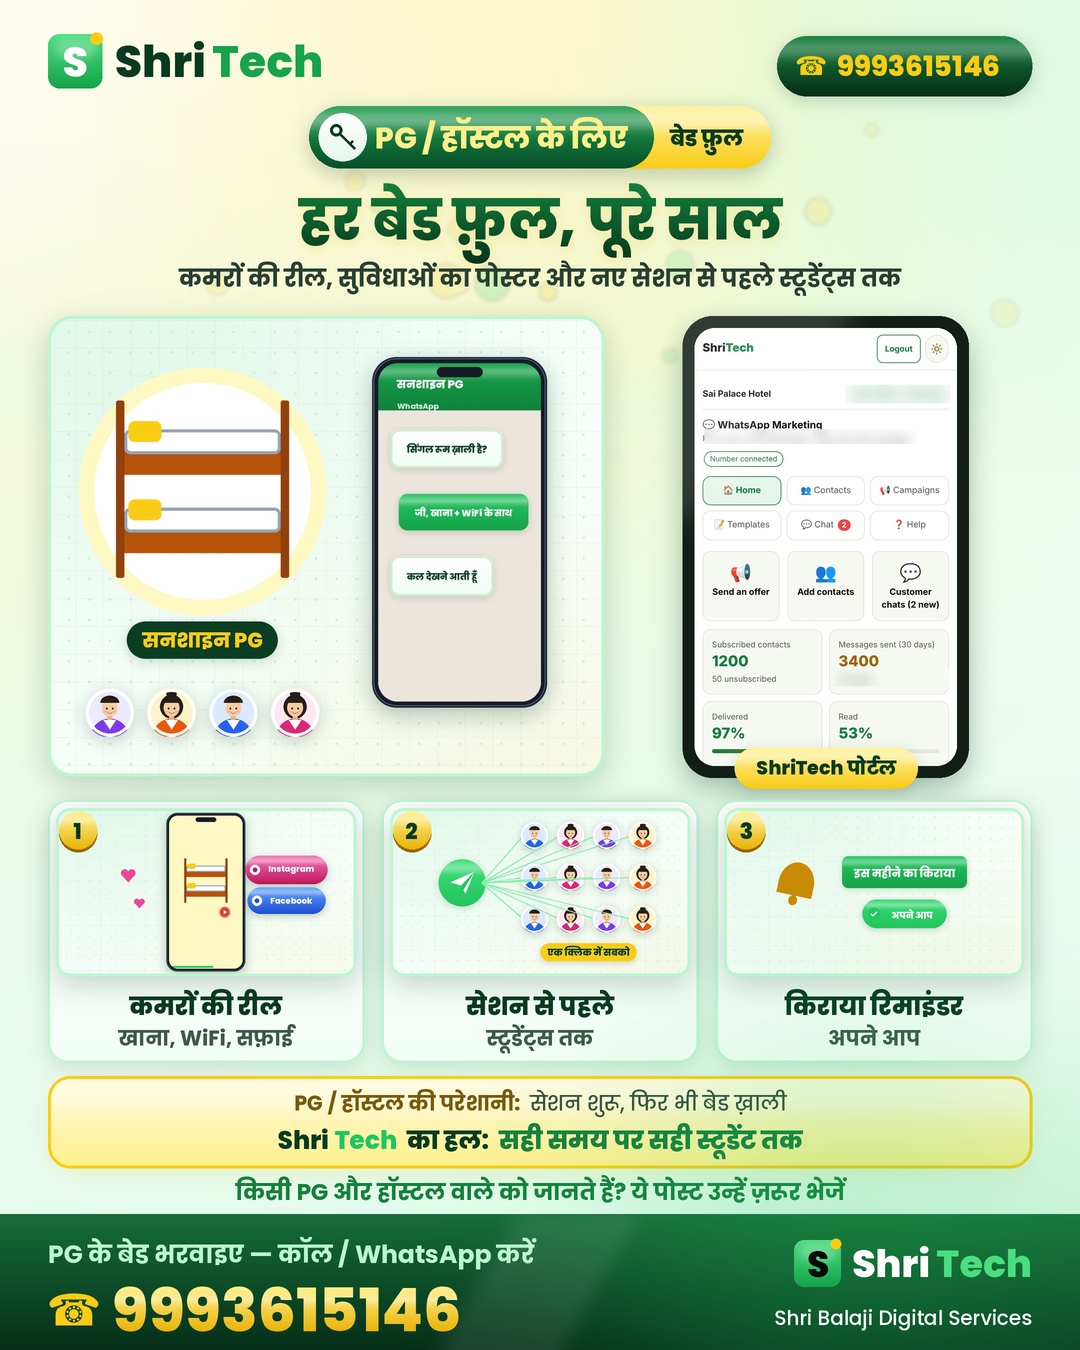 S Shri Tech
☎ 9993615146
PG / हॉस्टल के लिए
बेड फ़ुल
हर बेड फ़ुल, पूरे साल
कमरों की रील, सुविधाओं का पोस्टर और नए सेशन से पहले स्टूडेंट्स तक
सनशाइन PG
WhatsApp
सिंगल रूम ख़ाली है?
जी, खाना + WiFi के साथ
कल देखने आती हूँ
सनशाइन PG
ShriTech
Logout
Sai Palace Hotel
💬 WhatsApp Marketing
Number connected
🏠 Home
👥 Contacts
📢 Campaigns
📝 Templates
💬 Chat 2
❓ Help
Send an offer
Add contacts
Customer
chats (2 new)
Subscribed contacts
1200
50 unsubscribed
Messages sent (30 days)
3400
Delivered
97%
Read
53%
ShriTech पोर्टल
1
Instagram
Facebook
कमरों की रील
खाना, WiFi, सफ़ाई
2
एक क्लिक में सबको
सेशन से पहले
स्टूडेंट्स तक
3
इस महीने का किराया
अपने आप
किराया रिमाइंडर
अपने आप
PG / हॉस्टल की परेशानी: सेशन शुरू, फिर भी बेड ख़ाली
Shri Tech का हल: सही समय पर सही स्टूडेंट तक
किसी PG और हॉस्टल वाले को जानते हैं? ये पोस्ट उन्हें ज़रूर भेजें
PG के बेड भरवाइए — कॉल / WhatsApp करें
☎ 9993615146
S Shri Tech
Shri Balaji Digital Services